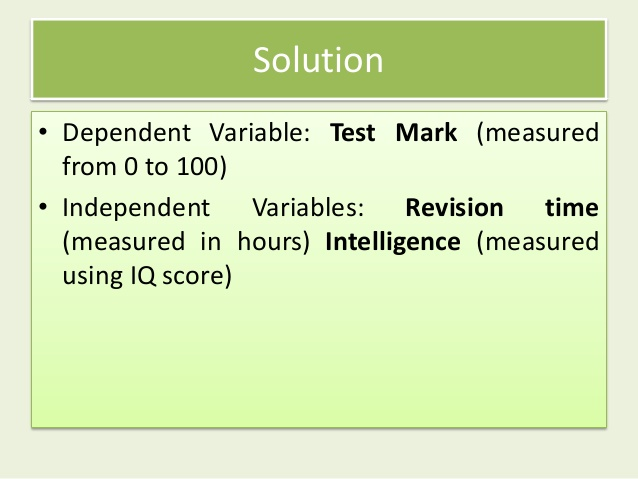 Solution
• Dependent Variable: Test Mark (measured
from 0 to 100)
• Independent Variables: Revision time
(measured in hours) Intelligence (measured
using IQ score)